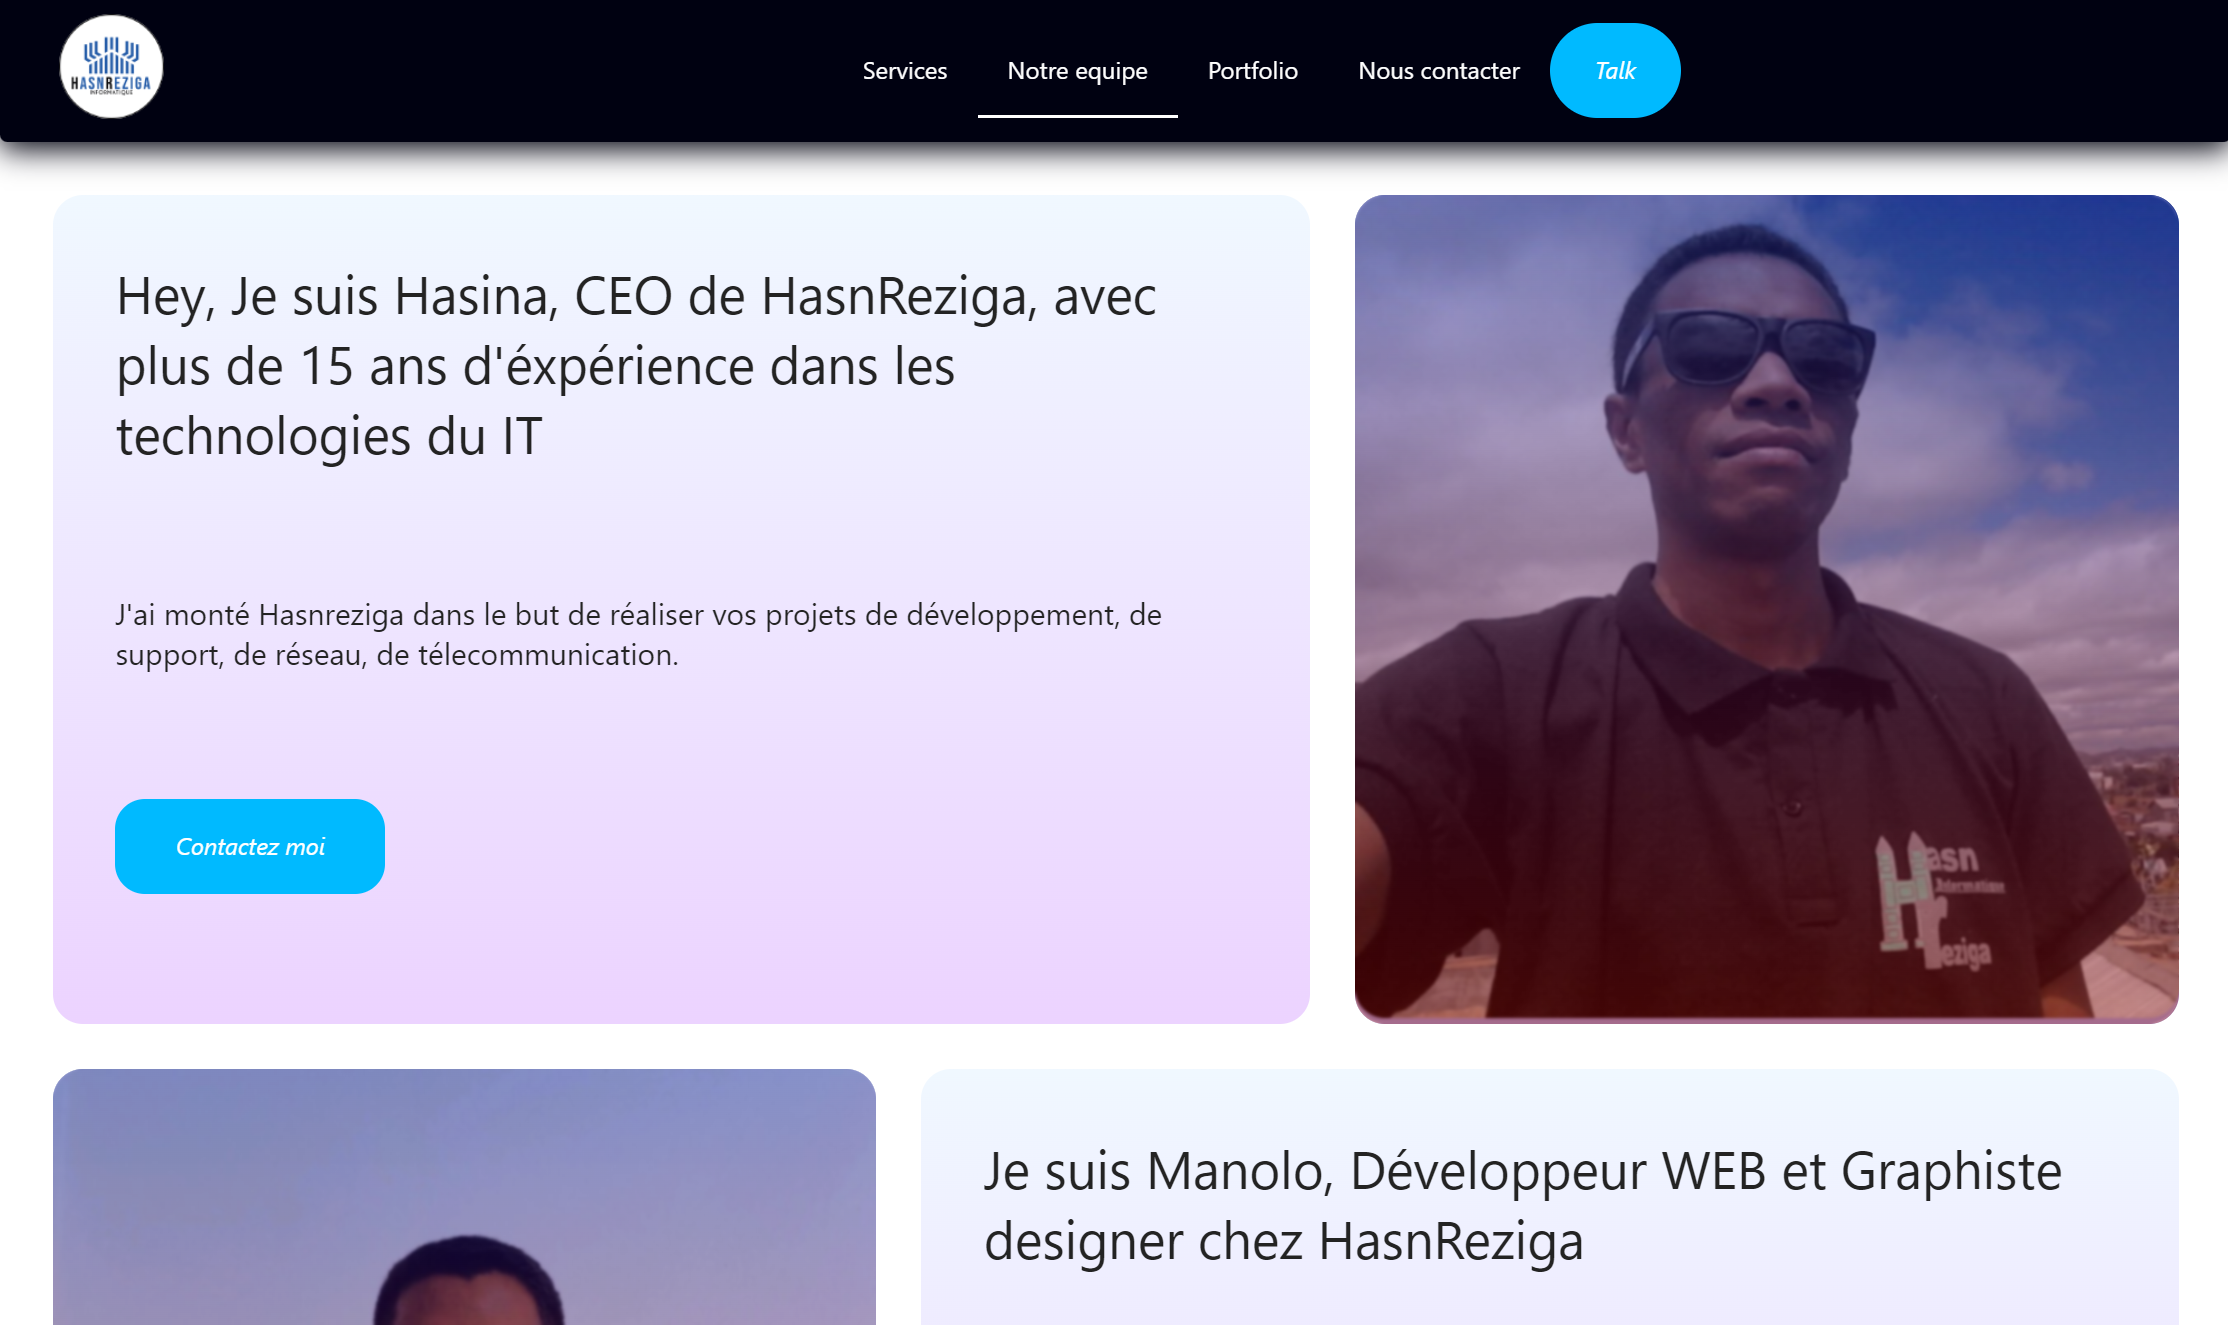 HASNREZIGA
INFORMATIQUE
Services
Notre equipe
Portfolio
Nous contacter
Talk
Hey, Je suis Hasina, CEO de HasnReziga, avec
plus de 15 ans d'éxpérience dans les
technologies du IT
J'ai monté Hasnreziga dans le but de réaliser vos projets de développement, de
support, de réseau, de télecommunication.
Contactez moi
Hasn
Informatique
reziga
Je suis Manolo, Développeur WEB et Graphiste
designer chez HasnReziga